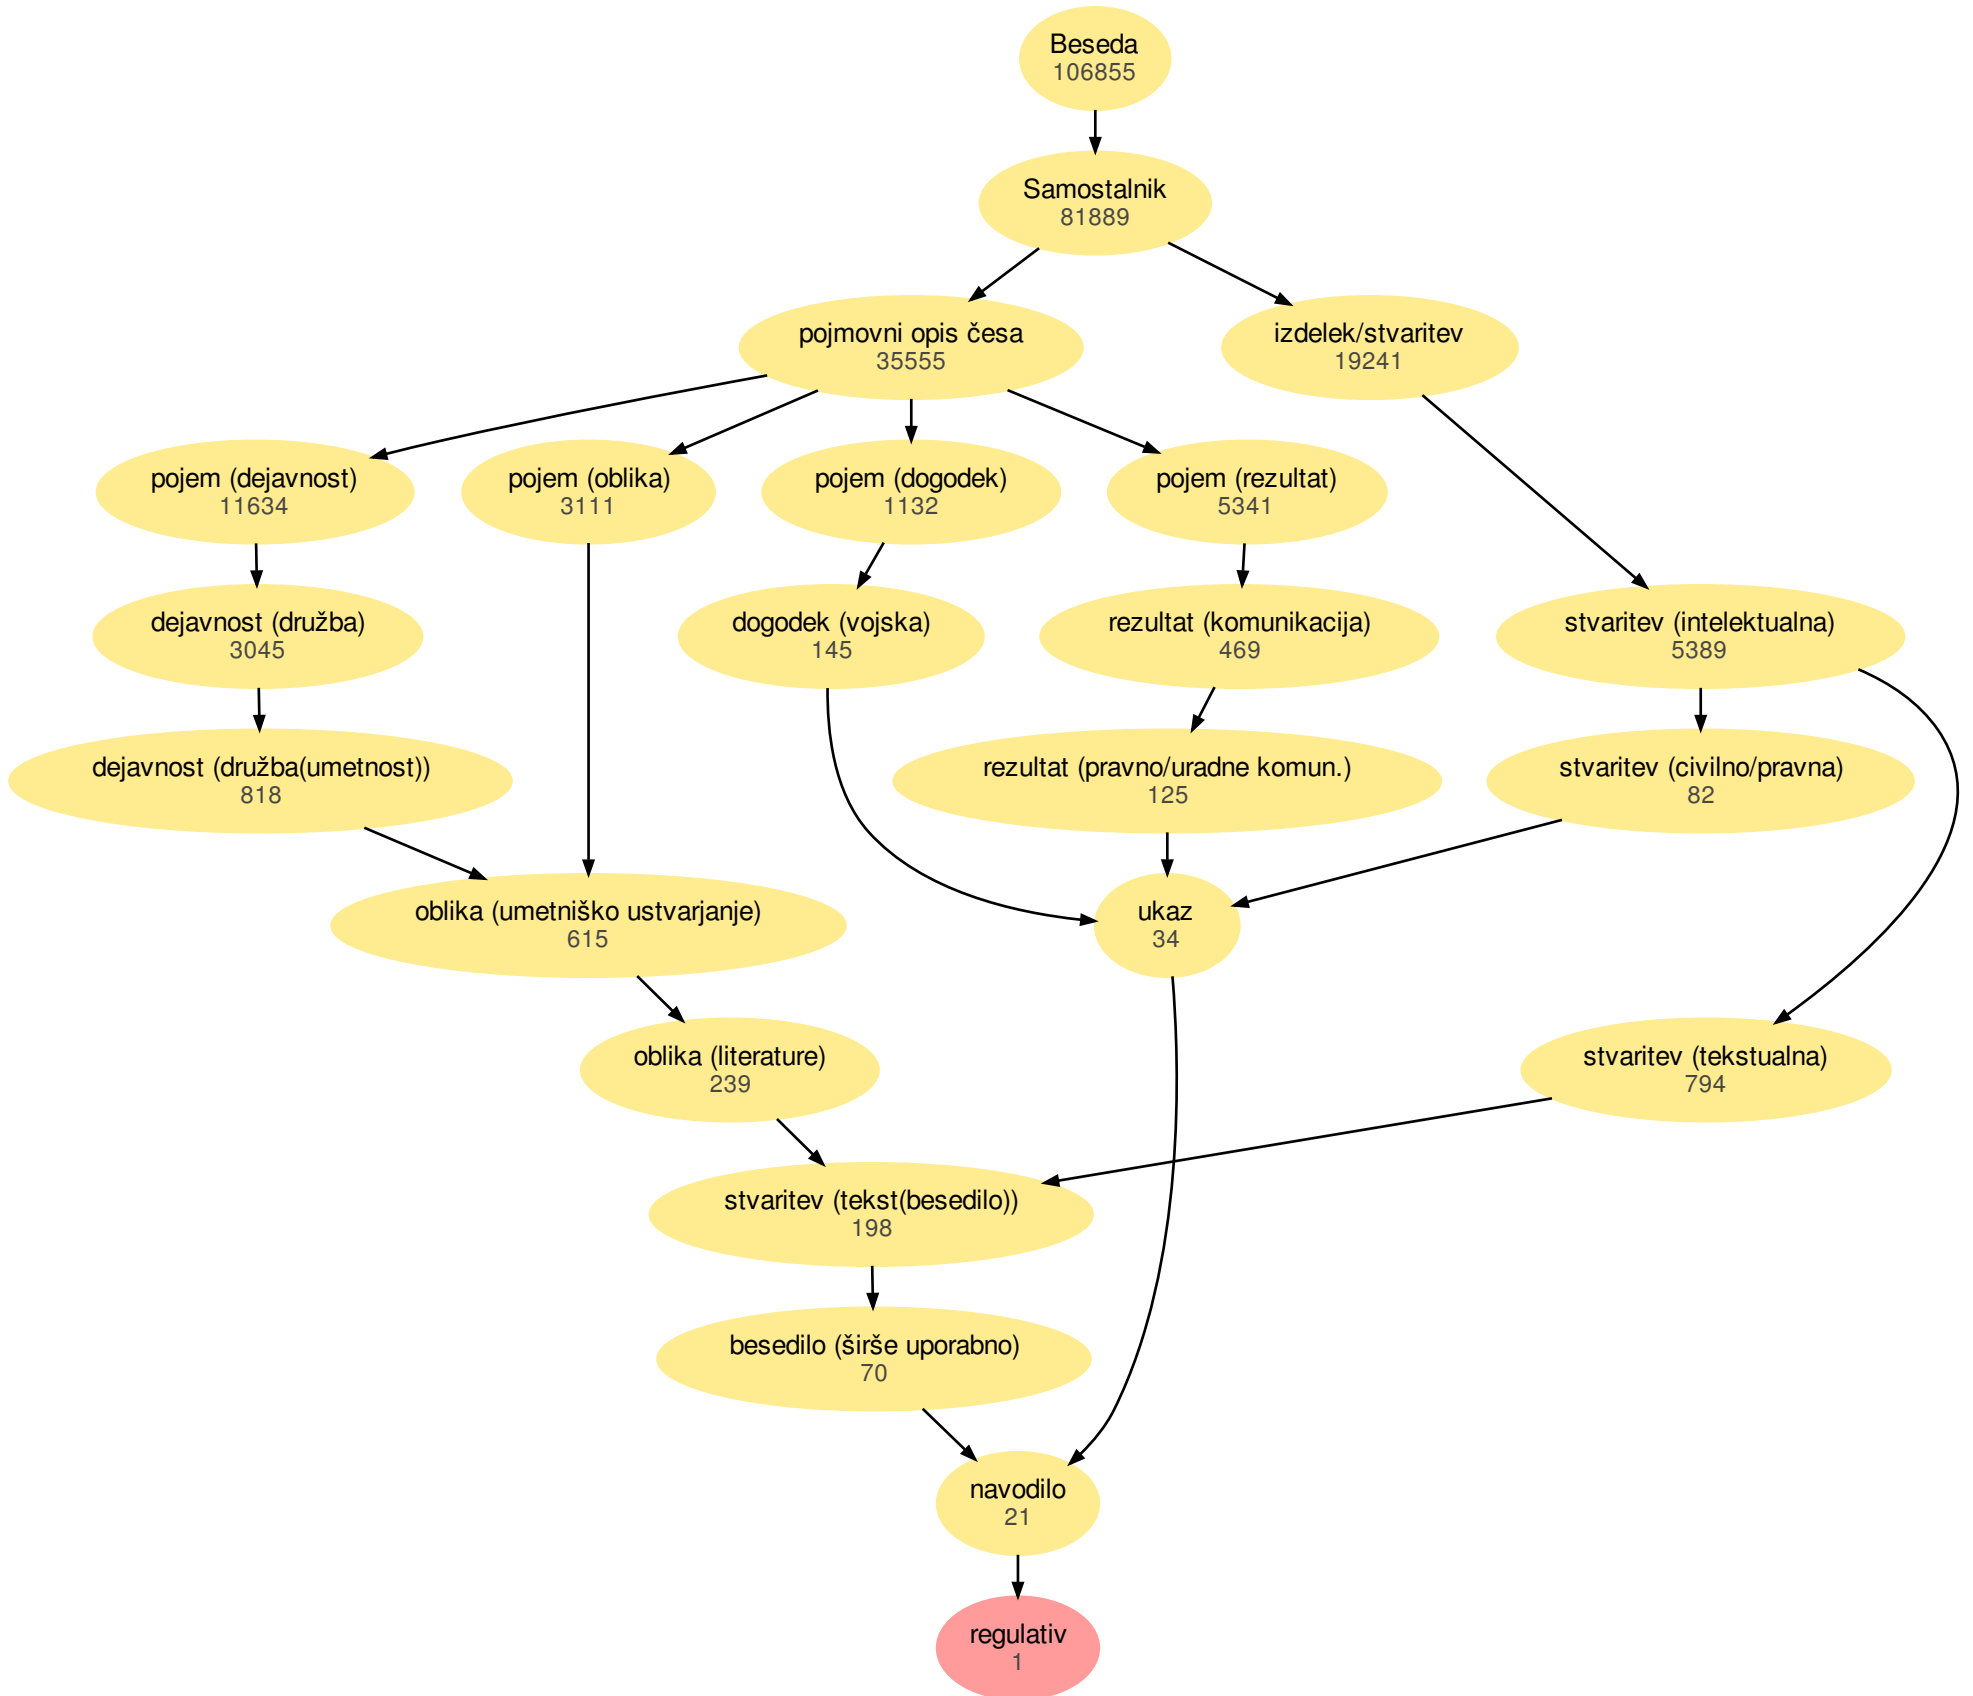 Beseda
106855
Samostalnik
81889
pojmovni opis česa
35555
izdelek/stvaritev
19241
pojem (dejavnost)
11634
pojem (oblika)
3111
pojem (dogodek)
1132
pojem (rezultat)
5341
dejavnost (družba)
3045
dogodek (vojska)
145
rezultat (komunikacija)
469
stvaritev (intelektualna)
5389
dejavnost (družba(umetnost))
818
rezultat (pravno/uradne komun.)
125
stvaritev (civilno/pravna)
82
oblika (umetniško ustvarjanje)
615
ukaz
34
oblika (literature)
239
stvaritev (tekstualna)
794
stvaritev (tekst(besedilo))
198
besedilo (širše uporabno)
70
navodilo
21
regulativ
1